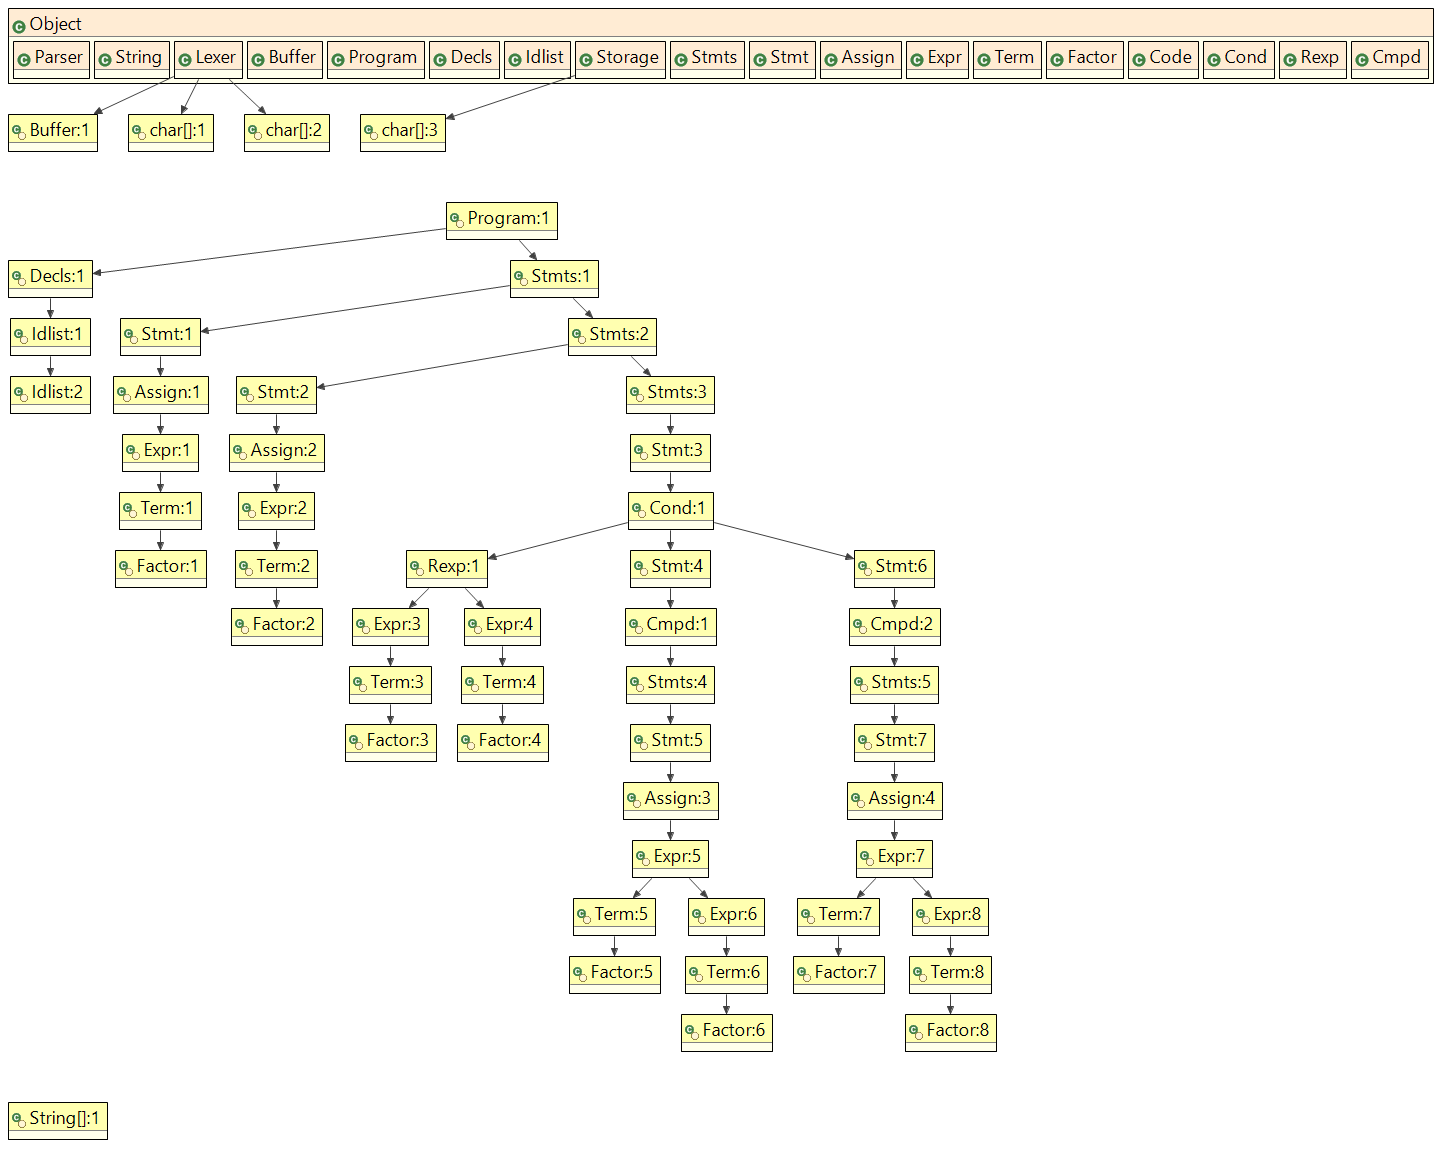 Object
Parser String Lexer Buffer Program Decls Idlist Storage Stmts Stmt Assign Expr Term Factor Code Cond Rexp Cmpd
Buffer:1 char[]:1 char[]:2 char[]:3
Program:1
Decls:1 Stmts:1
Idlist:1 Stmt:1 Stmts:2
Idlist:2 Assign:1 Stmt:2 Stmts:3
Expr:1 Assign:2 Stmt:3
Term:1 Expr:2 Cond:1
Factor:1 Term:2 Rexp:1 Stmt:4 Stmt:6
Factor:2 Expr:3 Expr:4 Cmpd:1 Cmpd:2
Term:3 Term:4 Stmts:4 Stmts:5
Factor:3 Factor:4 Stmt:5 Stmt:7
Assign:3 Assign:4
Expr:5 Expr:7
Term:5 Expr:6 Term:7 Expr:8
Factor:5 Term:6 Factor:7 Term:8
Factor:6 Factor:8
String[]:1